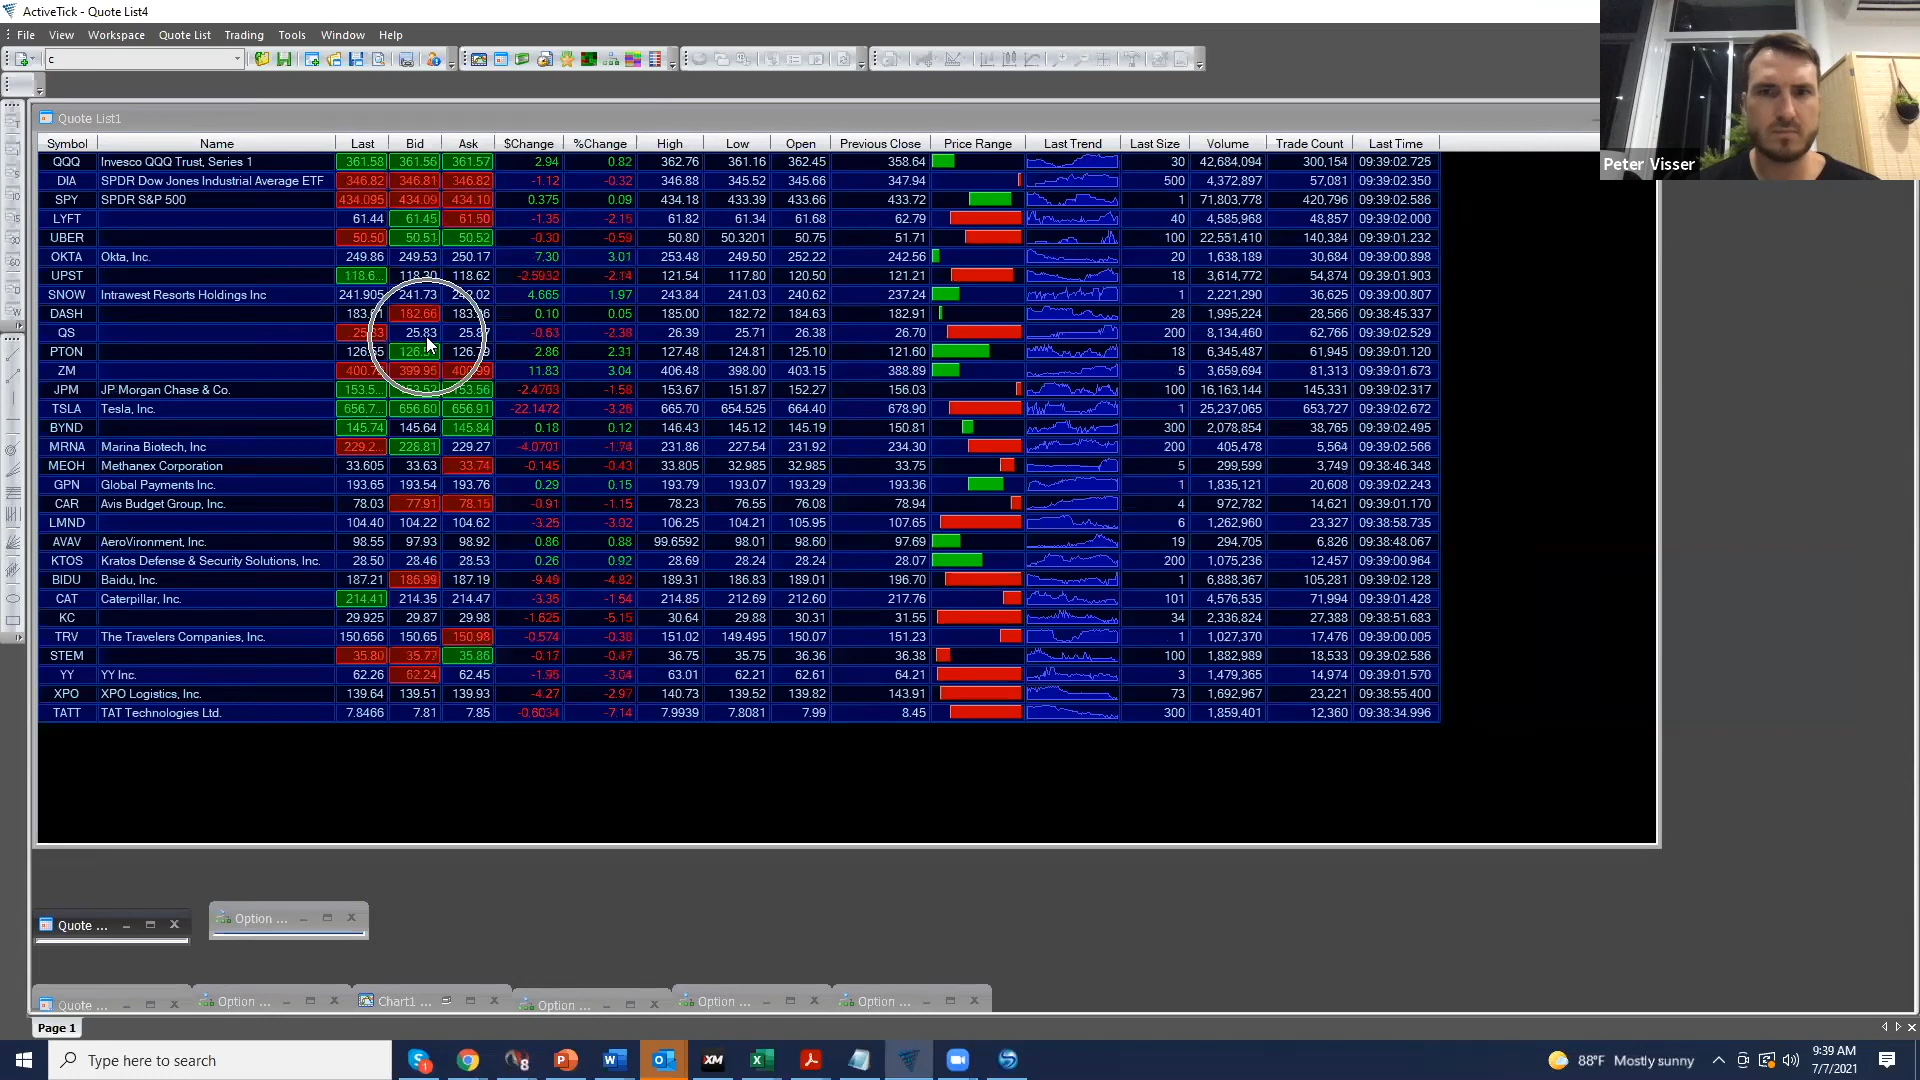 ActiveTick - Quote List4
File View Workspace Quote List Trading Tools Window Help
c
Quote List1
Symbol Name Last Bid Ask $Change %Change High Low Open Previous Close Price Range Last Trend Last Size Volume Trade Count Last Time
QQQ Invesco QQQ Trust, Series 1 361.58 361.56 361.57 2.94 0.82 362.76 361.16 362.45 358.64 30 42,684,094 300,154 09:39:02.725
DIA SPDR Dow Jones Industrial Average ETF 346.82 346.81 346.82 -1.12 -0.32 346.88 345.52 345.66 347.94 500 4,372,897 57,081 09:39:02.350
SPY SPDR S&P 500 434.095 434.09 434.10 0.375 0.09 434.18 433.39 433.66 433.72 1 71,803,778 420,796 09:39:02.586
LYFT 61.44 61.45 61.50 -1.35 -2.15 61.82 61.34 61.68 62.79 40 4,585,968 48,857 09:39:02.000
UBER 50.50 50.51 50.52 -0.30 -0.59 50.80 50.3201 50.75 51.71 100 22,551,410 140,384 09:39:01.232
OKTA Okta, Inc. 249.86 249.53 250.17 7.30 3.01 253.48 249.50 252.22 242.56 20 1,638,189 30,684 09:39:00.898
UPST 118.6... 118.30 118.62 -2.5932 -2.14 121.54 117.80 120.50 121.21 18 3,614,772 54,874 09:39:01.903
SNOW Intrawest Resorts Holdings Inc 241.905 241.73 242.02 4.665 1.97 243.84 241.03 240.62 237.24 1 2,221,290 36,625 09:39:00.807
DASH 182.66 0.10 0.05 185.00 182.72 184.63 182.91 28 1,995,224 28,566 09:38:45.337
QS 25.83 -0.63 -2.38 26.39 25.71 26.38 26.70 200 8,134,460 62,765 09:39:02.529
PTON 2.86 2.31 127.48 124.81 125.10 121.60 18 6,345,487 61,945 09:39:01.120
ZM 399.95 11.83 3.04 406.48 398.00 403.15 388.89 5 3,659,694 81,313 09:39:01.673
JPM JP Morgan Chase & Co. 153.5... 153.52 153.56 -2.4703 -1.58 153.67 151.87 152.27 156.03 100 16,163,144 145,331 09:39:02.317
TSLA Tesla, Inc. 656.7... 656.60 656.91 -22.1472 -3.26 665.70 654.525 664.40 678.90 1 25,237,065 653,727 09:39:02.672
BYND 145.74 145.64 145.84 0.18 0.12 146.43 145.12 145.19 150.81 300 2,078,854 38,765 09:39:02.495
MRNA Marina Biotech, Inc 229.2... 228.81 229.27 -4.0701 -1.74 231.86 227.54 231.92 234.30 200 405,478 5,564 09:39:02.566
MEOH Methanex Corporation 33.605 33.63 33.74 -0.145 -0.43 33.805 32.985 32.985 33.75 5 299,599 3,749 09:38:46.348
GPN Global Payments Inc. 193.65 193.54 193.76 0.29 0.15 193.79 193.07 193.29 193.36 4 1,835,121 20,608 09:39:02.243
CAR Avis Budget Group, Inc. 78.03 77.91 78.15 -0.91 -1.15 78.23 76.55 76.08 78.94 4 972,782 14,621 09:39:01.170
LMND 104.40 104.22 104.62 -3.25 -3.02 106.25 104.21 105.95 107.65 6 1,262,960 23,327 09:38:58.735
AVAV AeroVironment, Inc. 98.55 97.93 98.92 0.86 0.88 99.6592 98.01 98.60 97.69 19 294,705 6,826 09:38:48.067
KTOS Kratos Defense & Security Solutions, Inc. 28.50 28.46 28.53 0.26 0.92 28.69 28.24 28.24 28.07 200 1,075,236 12,457 09:39:00.964
BIDU Baidu, Inc. 187.21 186.99 187.19 -9.49 -4.82 189.31 186.83 189.01 196.70 1 6,888,367 105,281 09:39:02.128
CAT Caterpillar, Inc. 214.41 214.35 214.47 -3.35 -1.54 214.85 212.69 212.60 217.76 101 4,576,535 71,994 09:39:01.428
KC 29.925 29.87 29.98 -1.625 -5.15 30.64 29.88 30.31 31.55 34 2,336,824 27,388 09:38:51.683
TRV The Travelers Companies, Inc. 150.656 150.65 150.98 -0.574 -0.38 151.02 149.495 150.07 151.23 1 1,027,370 17,476 09:39:00.005
STEM 35.80 35.77 35.86 -0.17 -0.47 36.75 35.75 36.36 36.38 100 1,882,989 18,533 09:39:02.586
YY YY Inc. 62.26 62.24 62.45 -1.95 -3.04 63.01 62.21 62.61 64.21 3 1,479,365 14,974 09:39:01.570
XPO XPO Logistics, Inc. 139.64 139.51 139.93 -4.27 -2.97 140.73 139.52 139.82 143.91 73 1,692,967 23,221 09:38:55.400
TATT TAT Technologies Ltd. 7.8466 7.81 7.85 -0.6034 -7.14 7.9939 7.8081 7.99 8.45 300 1,859,401 12,360 09:38:34.996
Peter Visser
Quote ... Option ...
Quote ... Option ... Chart1 ... Option ... Option ... Option ...
Page 1
Type here to search
88°F Mostly sunny
9:39 AM
7/7/2021